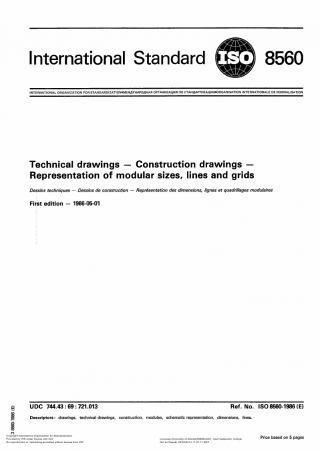 International Standard ISO 8560
INTERNATIONAL ORGANIZATION FOR STANDARDIZATION•МЕЖДУНАРОДНАЯ ОРГАНИЗАЦИЯ ПО СТАНДАРТИЗАЦИИ•ORGANISATION INTERNATIONALE DE NORMALISATION
Technical drawings — Construction drawings —
Representation of modular sizes, lines and grids
Dessins techniques — Dessins de construction — Représentation des dimensions, lignes et quadrillages modulaires
First edition — 1986-06-01
UDC 744.43 : 69 : 721.013
Ref. No. ISO 8560-1986 (E)
Descriptors: drawings, technical drawings, construction, modules, schematic representation, dimensions, lines.
Price based on 5 pages
ISO 8560-1986 (E)